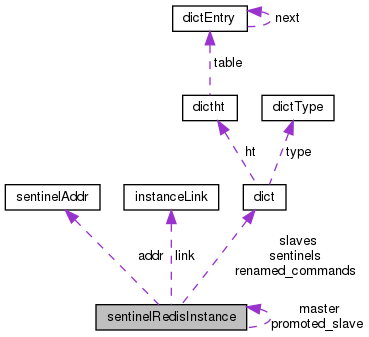 dictEntry
next
table
dictht
dictType
ht
type
sentinelAddr
instanceLink
dict
addr
link
slaves
sentinels
renamed_commands
sentinelRedisInstance
master
promoted_slave